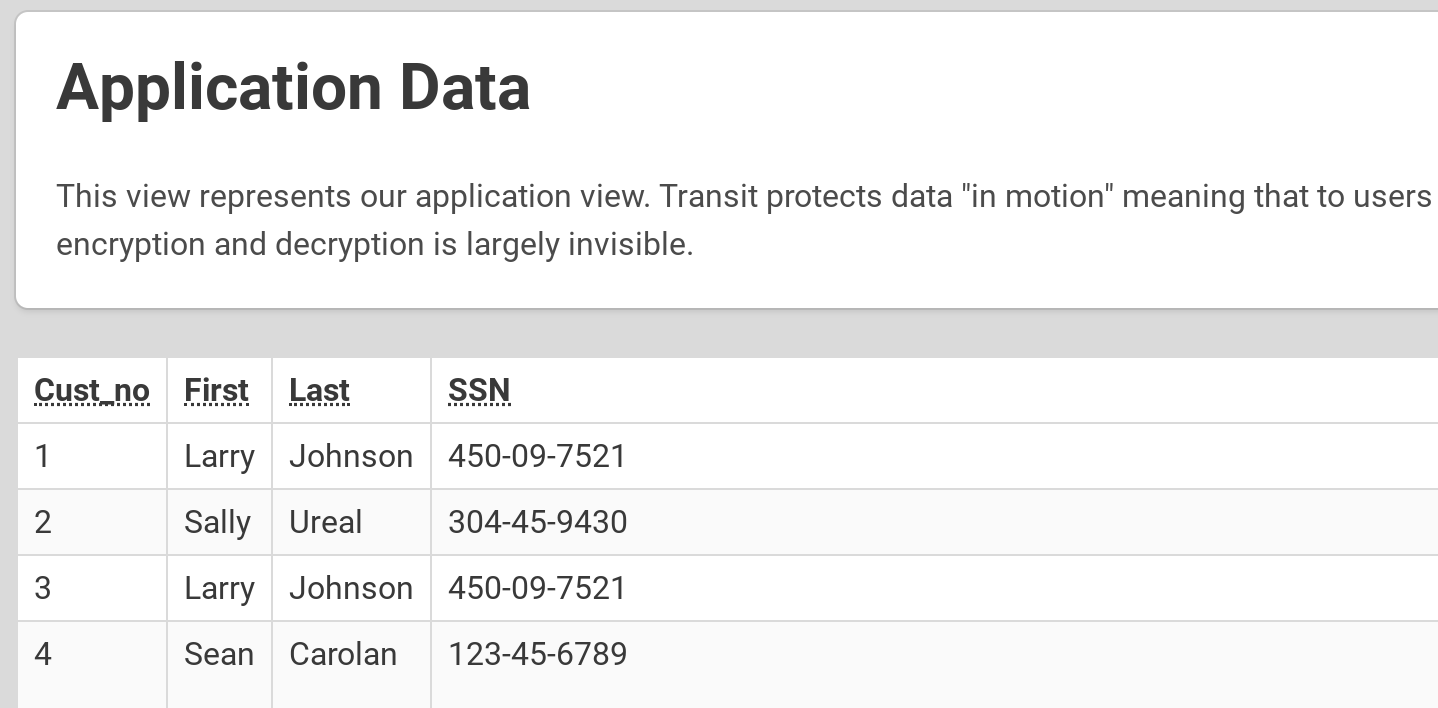 Application Data
This view represents our application view. Transit protects data "in motion" meaning that to users
encryption and decryption is largely invisible.
Cust_no First Last SSN
1 Larry Johnson 450-09-7521
2 Sally Ureal 304-45-9430
3 Larry Johnson 450-09-7521
4 Sean Carolan 123-45-6789